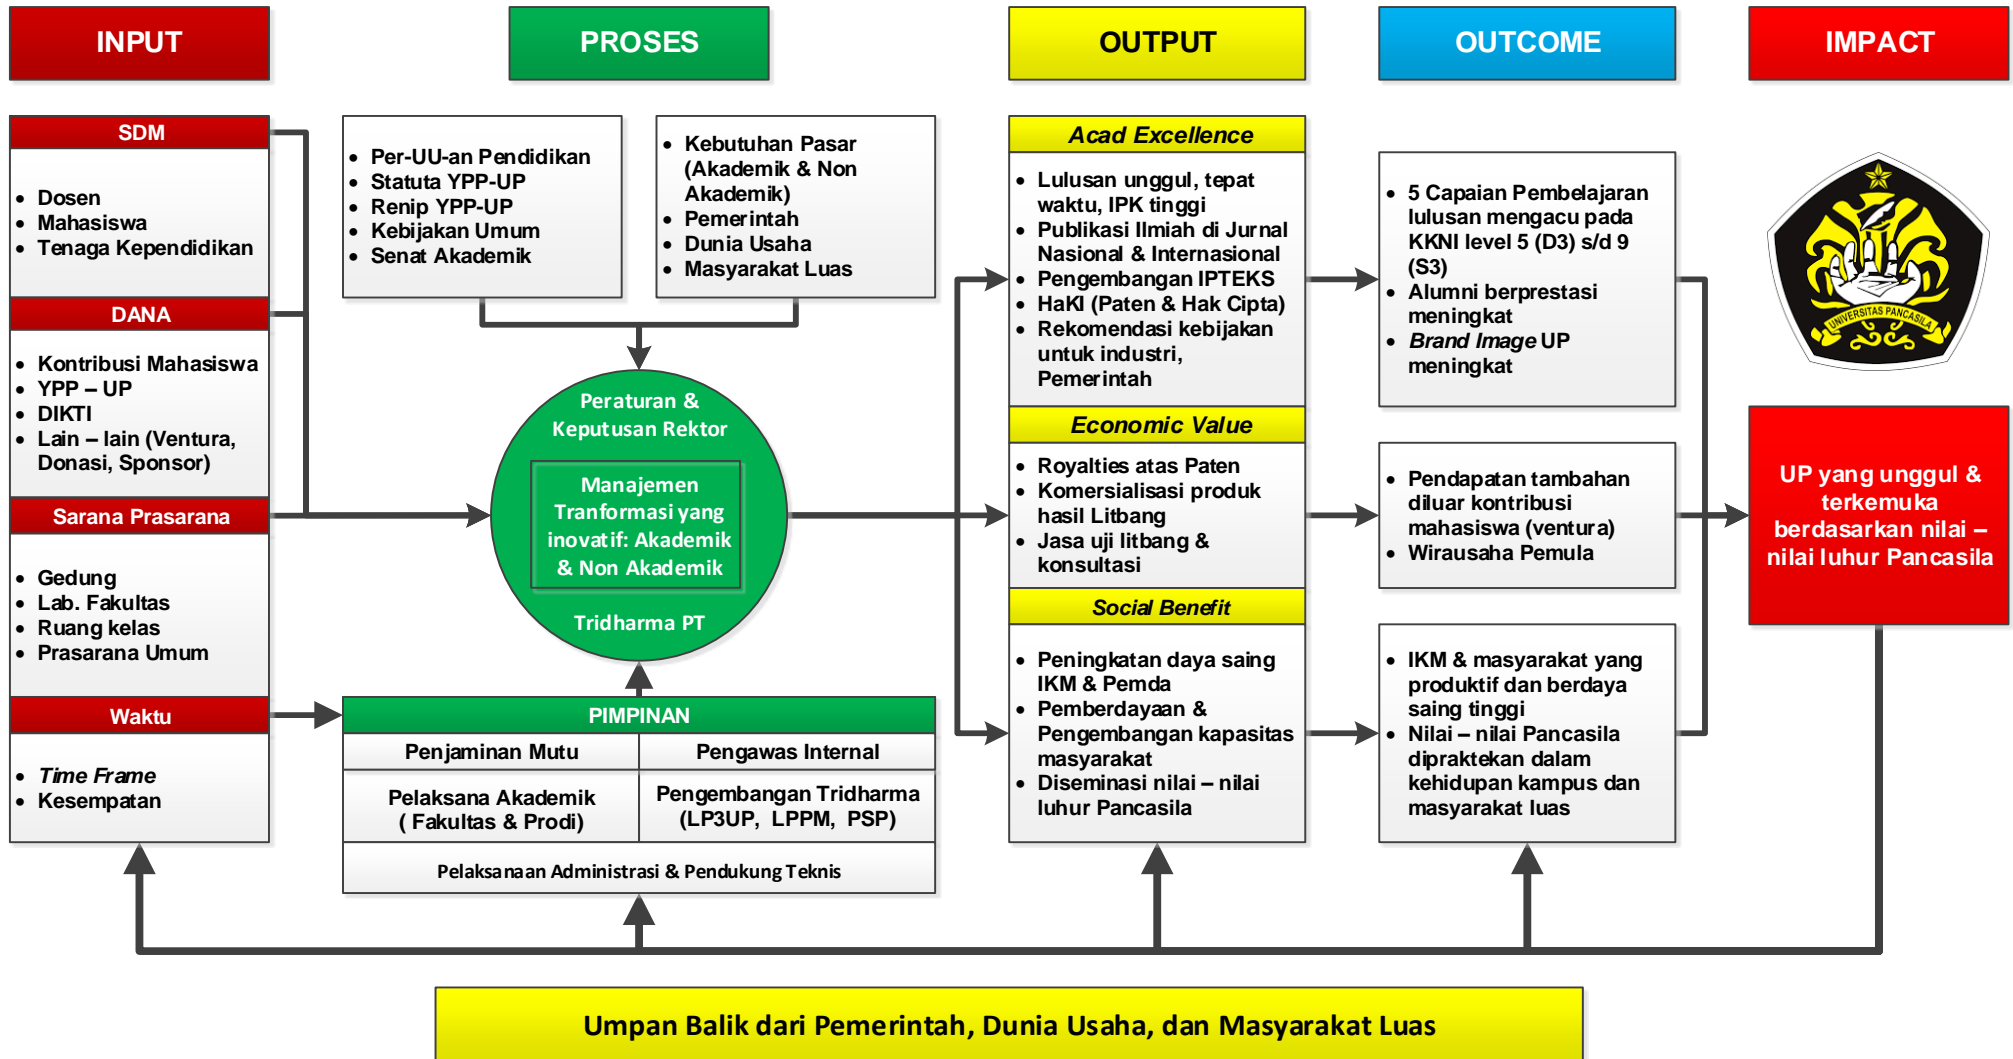 INPUT
PROSES
OUTPUT
OUTCOME
IMPACT
SDM
• Dosen
• Mahasiswa
• Tenaga Kependidikan
DANA
• Kontribusi Mahasiswa
• YPP – UP
• DIKTI
• Lain – lain (Ventura,
Donasi, Sponsor)
Sarana Prasarana
• Gedung
• Lab. Fakultas
• Ruang kelas
• Prasarana Umum
Waktu
• Time Frame
• Kesempatan
• Per-UU-an Pendidikan
• Statuta YPP-UP
• Renip YPP-UP
• Kebijakan Umum
• Senat Akademik
• Kebutuhan Pasar
(Akademik & Non
Akademik)
• Pemerintah
• Dunia Usaha
• Masyarakat Luas
Peraturan &
Keputusan Rektor
Manajemen
Tranformasi yang
inovatif: Akademik
& Non Akademik
Tridharma PT
PIMPINAN
Penjaminan Mutu
Pengawas Internal
Pelaksana Akademik
( Fakultas & Prodi)
Pengembangan Tridharma
(LP3UP, LPPM, PSP)
Pelaksanaan Administrasi & Pendukung Teknis
Acad Excellence
• Lulusan unggul, tepat
waktu, IPK tinggi
• Publikasi Ilmiah di Jurnal
Nasional & Internasional
• Pengembangan IPTEKS
• HaKI (Paten & Hak Cipta)
• Rekomendasi kebijakan
untuk industri,
Pemerintah
Economic Value
• Royalties atas Paten
• Komersialisasi produk
hasil Litbang
• Jasa uji litbang &
konsultasi
Social Benefit
• Peningkatan daya saing
IKM & Pemda
• Pemberdayaan &
Pengembangan kapasitas
masyarakat
• Diseminasi nilai – nilai
luhur Pancasila
• 5 Capaian Pembelajaran
lulusan mengacu pada
KKNI level 5 (D3) s/d 9
(S3)
• Alumni berprestasi
meningkat
• Brand Image UP
meningkat
• Pendapatan tambahan
diluar kontribusi
mahasiswa (ventura)
• Wirausaha Pemula
• IKM & masyarakat yang
produktif dan berdaya
saing tinggi
• Nilai – nilai Pancasila
dipraktekan dalam
kehidupan kampus dan
masyarakat luas
UNIVERSITAS PANCASILA
UP yang unggul &
terkemuka
berdasarkan nilai –
nilai luhur Pancasila
Umpan Balik dari Pemerintah, Dunia Usaha, dan Masyarakat Luas